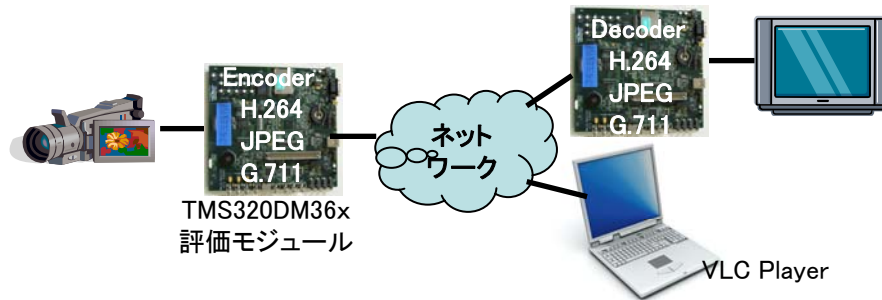 Encoder
H.264
JPEG
G.711
TMS320DM36x
評価モジュール
ネット
ワーク
Decoder
H.264
JPEG
G.711
VLC Player